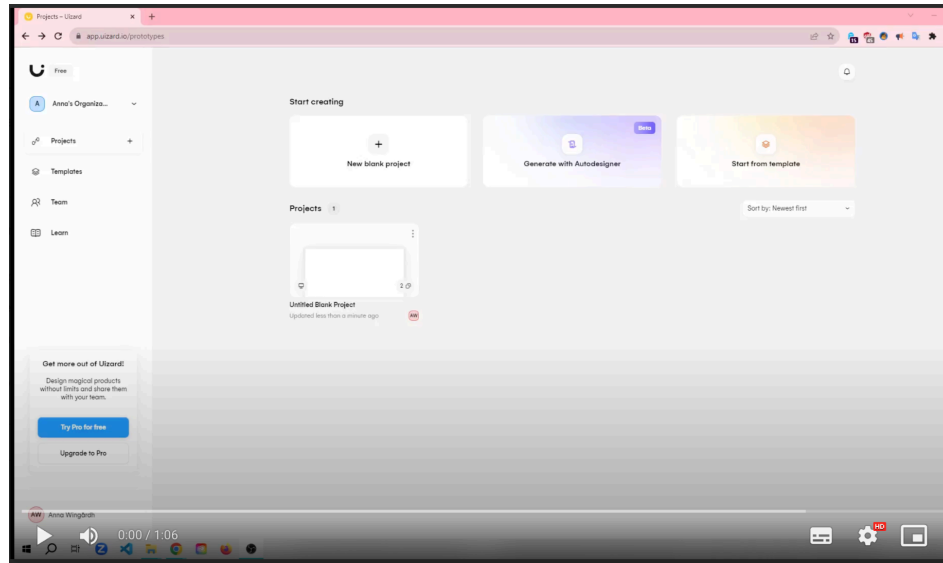 Projects – Uizard
app.uizard.io/prototypes
Free
A Anna's Organiza...
Projects
Templates
Team
Learn
Start creating
New blank project
Beta
Generate with Autodesigner
Start from template
Projects 1
Sort by: Newest first
2
Untitled Blank Project
Updated less than a minute ago
AW
Get more out of Uizard!
Design magical products
without limits and share them
with your team.
Try Pro for free
Upgrade to Pro
AW Anna Wingårdh
0:00 / 1:06
HD